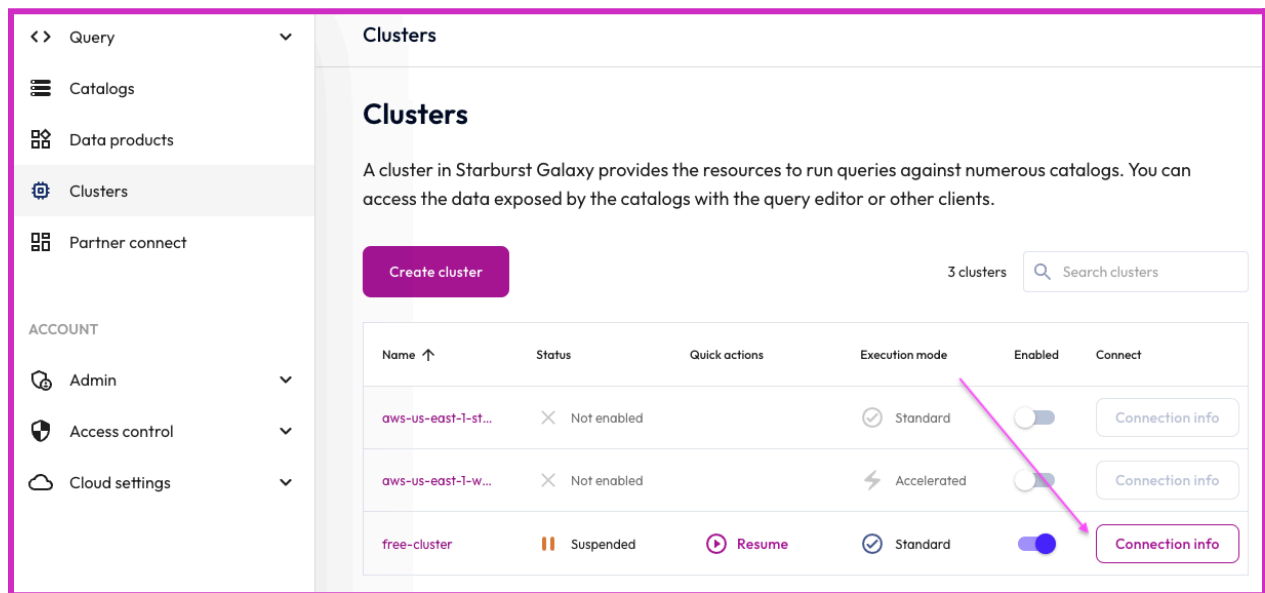 Query
Catalogs
Data products
Clusters
Partner connect
ACCOUNT
Admin
Access control
Cloud settings
Clusters
Clusters
A cluster in Starburst Galaxy provides the resources to run queries against numerous catalogs. You can
access the data exposed by the catalogs with the query editor or other clients.
Create cluster
3 clusters
Search clusters
Name Status Quick actions Execution mode Enabled Connect
aws-us-east-1-st... Not enabled Standard Connection info
aws-us-east-1-w... Not enabled Accelerated Connection info
free-cluster Suspended Resume Standard Connection info